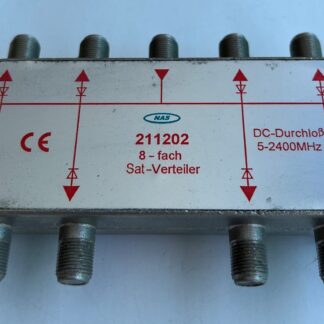 NAS
CE
211202
8-fach
Sat-Verteiler
DC-Durchloß
5-2400MHz